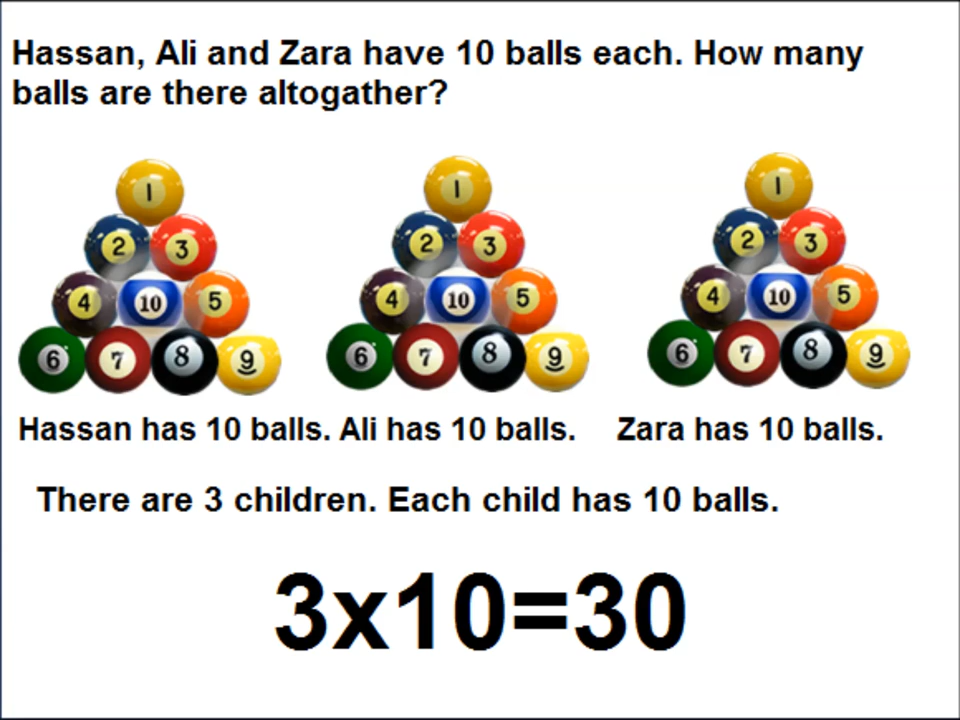 Hassan, Ali and Zara have 10 balls each. How many
balls are there altogather?
1 1 1
2 3 2 3 2 3
4 10 5 4 10 5 4 10 5
6 7 8 9 6 7 8 9 6 7 8 9
Hassan has 10 balls. Ali has 10 balls. Zara has 10 balls.
There are 3 children. Each child has 10 balls.
3x10=30